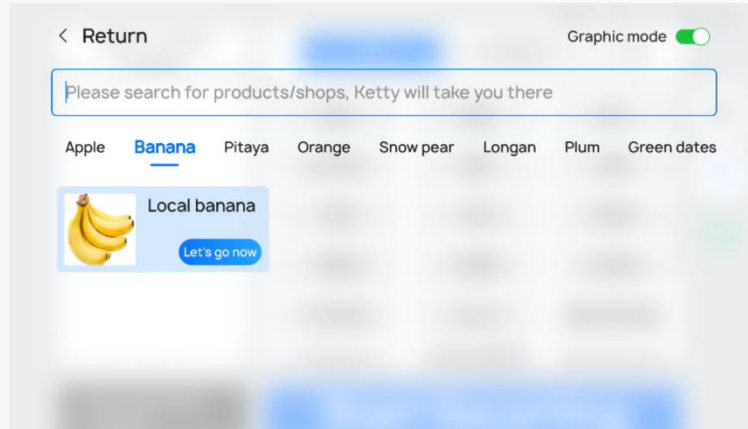 < Return
Graphic mode
Please search for products/shops, Ketty will take you there
Apple Banana Pitaya Orange Snow pear Longan Plum Green dates
Local banana
Let's go now